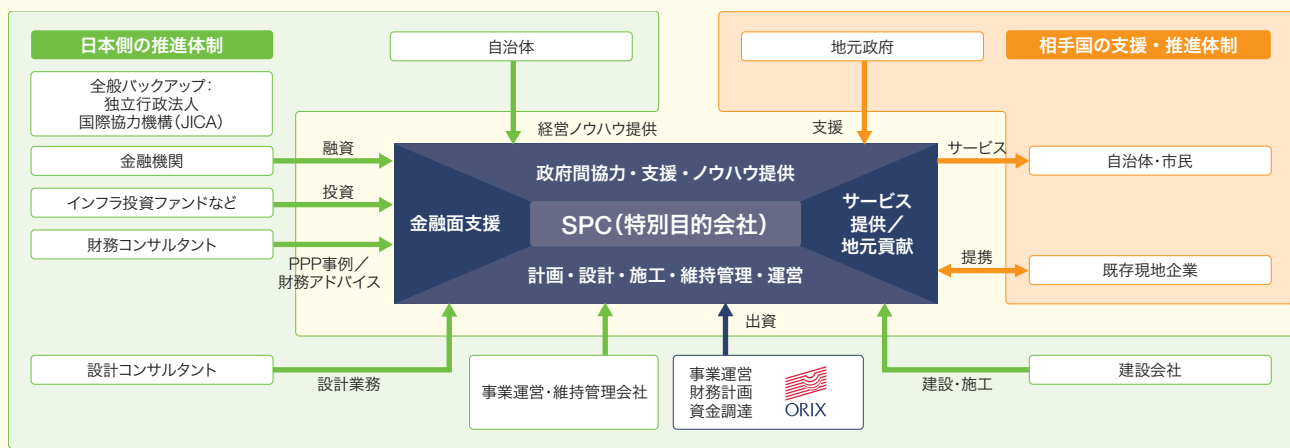 日本側の推進体制
自治体
地元政府
相手国の支援・推進体制
全般バックアップ：
独立行政法人
国際協力機構（JICA）
経営ノウハウ提供
支援
金融機関
融資
サービス
自治体・市民
インフラ投資ファンドなど
投資
財務コンサルタント
PPP事例／
財務アドバイス
政府間協力・支援・ノウハウ提供
金融面支援
SPC（特別目的会社）
サービス
提供／
地元貢献
計画・設計・施工・維持管理・運営
提携
既存現地企業
出資
設計コンサルタント
設計業務
事業運営・維持管理会社
事業運営
財務計画
資金調達
ORIX
建設・施工
建設会社